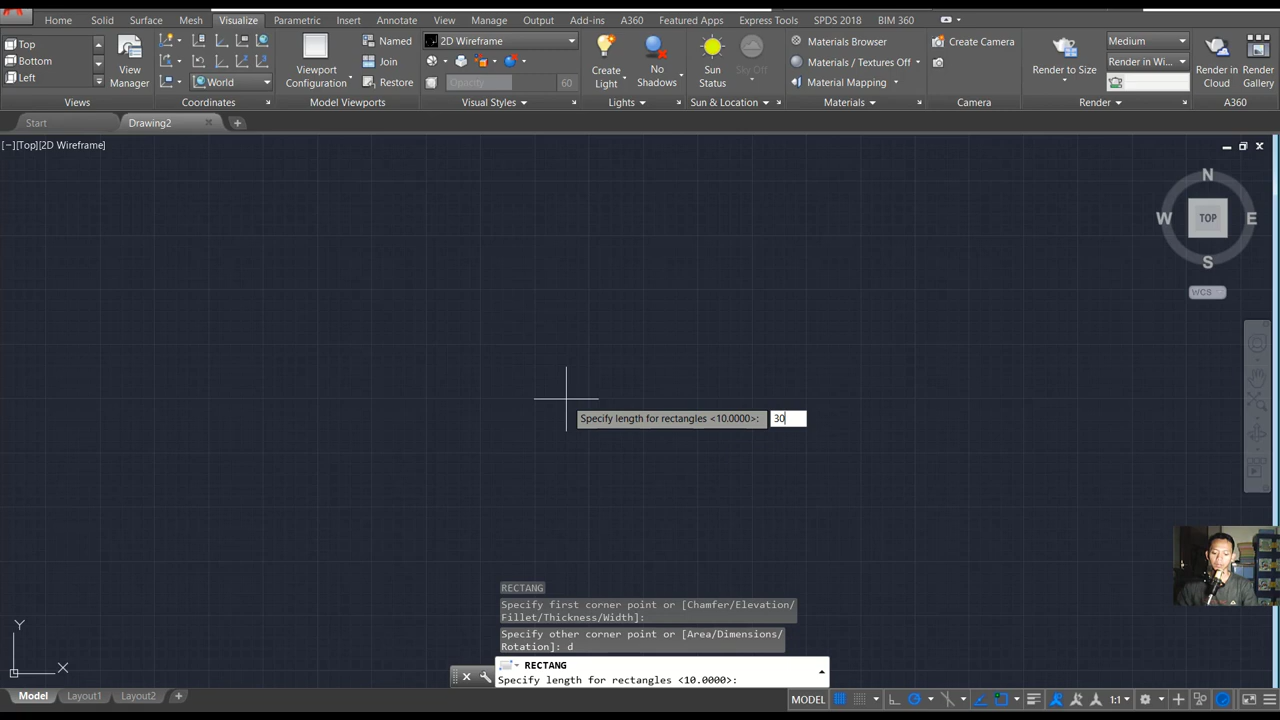 Home Solid Surface Mesh Visualize Parametric Insert Annotate View Manage Output Add-ins A360 Featured Apps Express Tools SPDS 2018 BIM 360
Top
Bottom
Left
View
Manager
World
Viewport
Configuration
Named
Join
Restore
2D Wireframe
Opacity 60
Create
Light
No
Shadows
Sun
Status
Sky Off
Materials Browser
Materials / Textures Off
Material Mapping
Create Camera
Render to Size
Medium
Render in Wi...
Render in
Cloud
Render
Gallery
Views Coordinates Model Viewports Visual Styles Lights Sun & Location Materials Camera Render A360
Start Drawing2
[−][Top][2D Wireframe]
N
W TOP E
S
WCS
Specify length for rectangles <10.0000>: 30
RECTANG
Specify first corner point or [Chamfer/Elevation/
Fillet/Thickness/Width]:
Specify other corner point or [Area/Dimensions/
Rotation]: d
RECTANG
Specify length for rectangles <10.0000>:
Y
X
Model Layout1 Layout2 MODEL 1:1